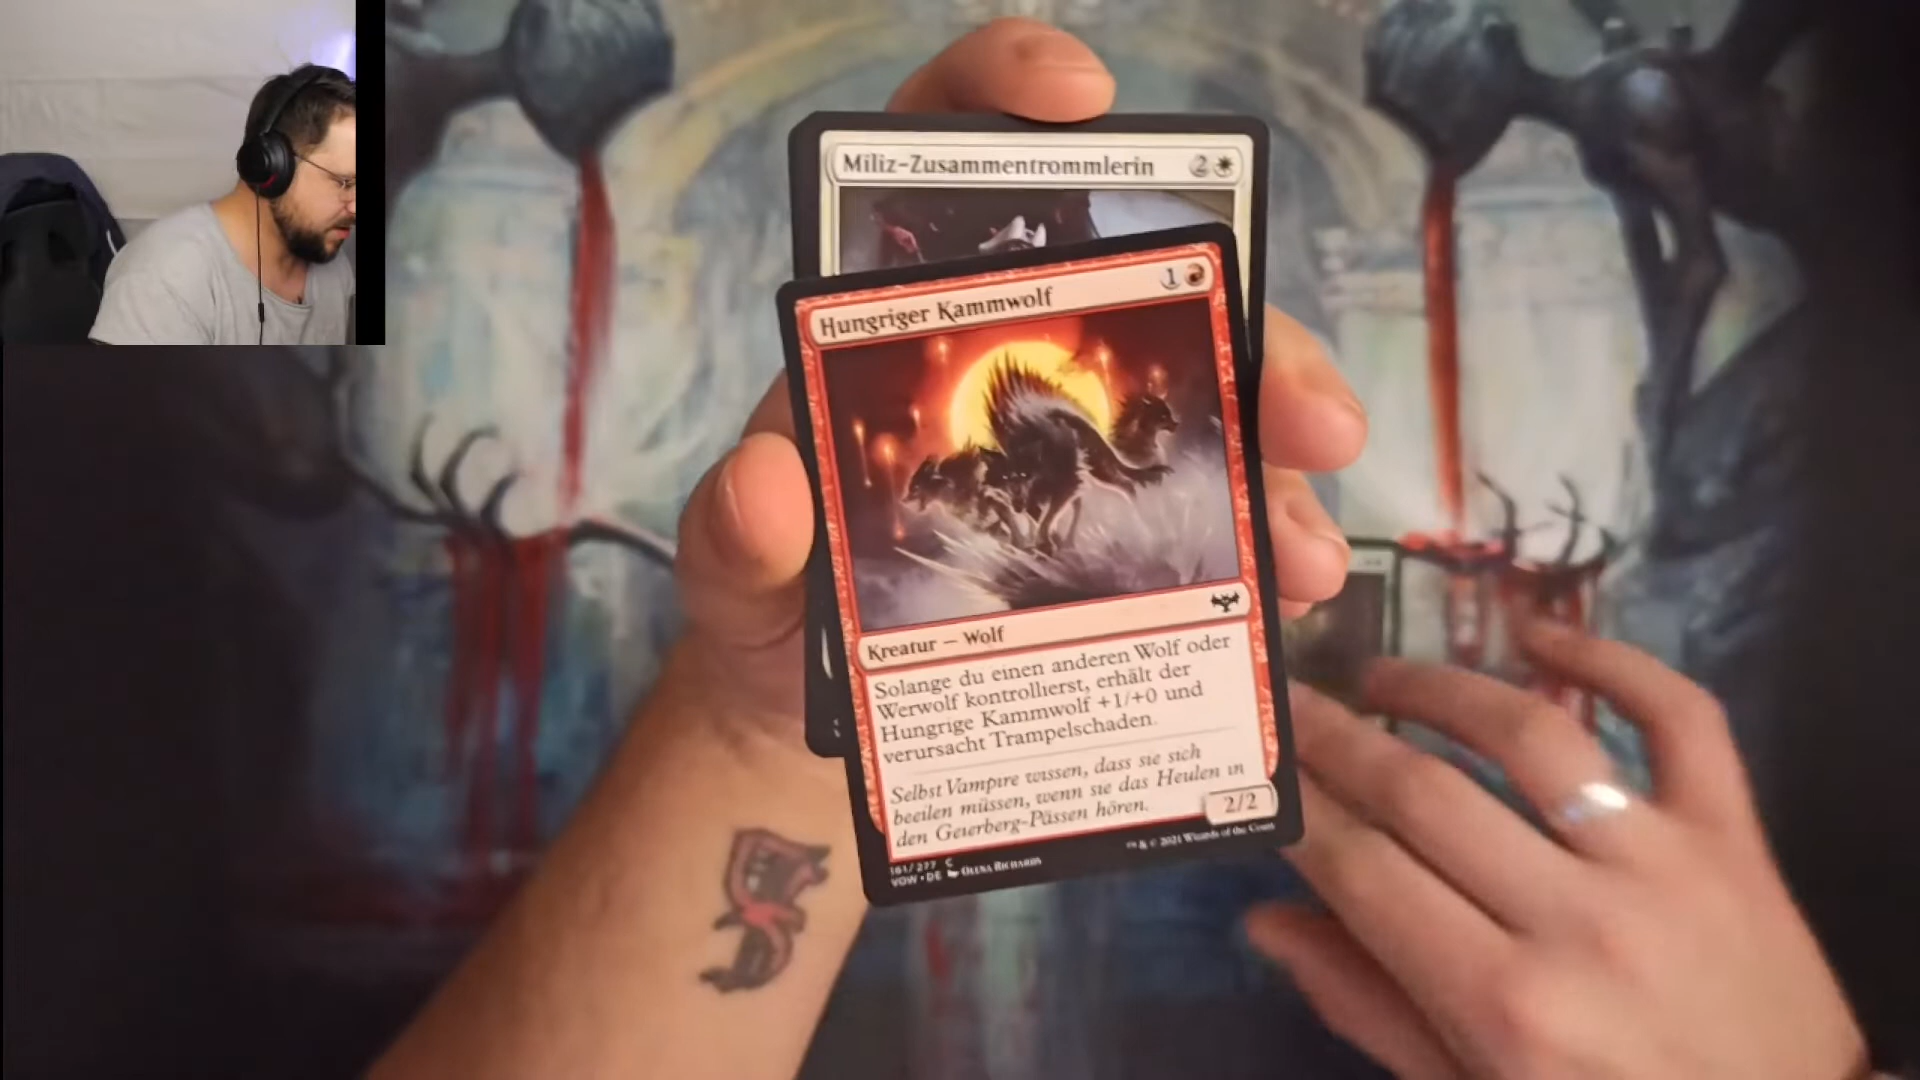 Miliz-Zusammentrommlerin 2
Hungriger Kammwolf 1
Kreatur — Wolf
Solange du einen anderen Wolf oder
Werwolf kontrollierst, erhält der
Hungrige Kammwolf +1/+0 und
verursacht Trampelschaden.
Selbst Vampire wissen, dass sie sich
beeilen müssen, wenn sie das Heulen in
den Geierberg-Pässen hören.
2/2
161/277 C
VOW • DE Olena Richards
™ & © 2021 Wizards of the Coast